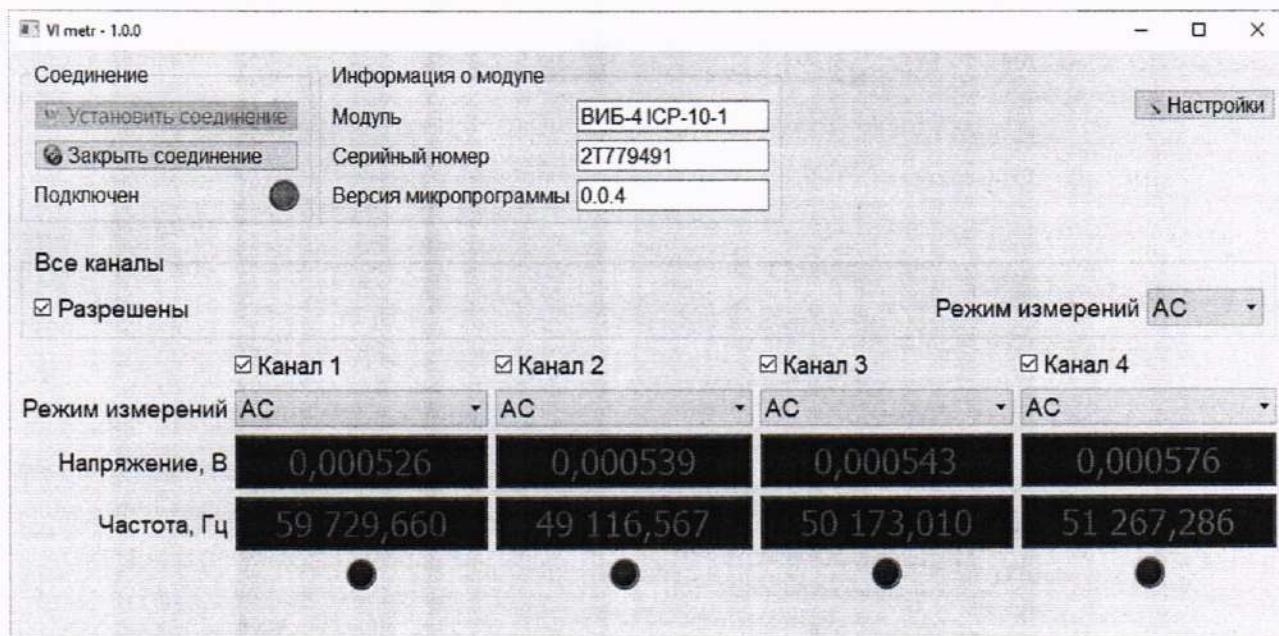 VI metr - 1.0.0
Соединение
Информация о модуле
Установить соединение
Модуль
ВИБ-4 ICP-10-1
Настройки
Закрыть соединение
Серийный номер
2T779491
Подключен
Версия микропрограммы
0.0.4
Все каналы
Разрешены
Режим измерений AC
Канал 1
Канал 2
Канал 3
Канал 4
Режим измерений AC AC AC AC
Напряжение, В 0,000526 0,000539 0,000543 0,000576
Частота, Гц 59 729,660 49 116,567 50 173,010 51 267,286